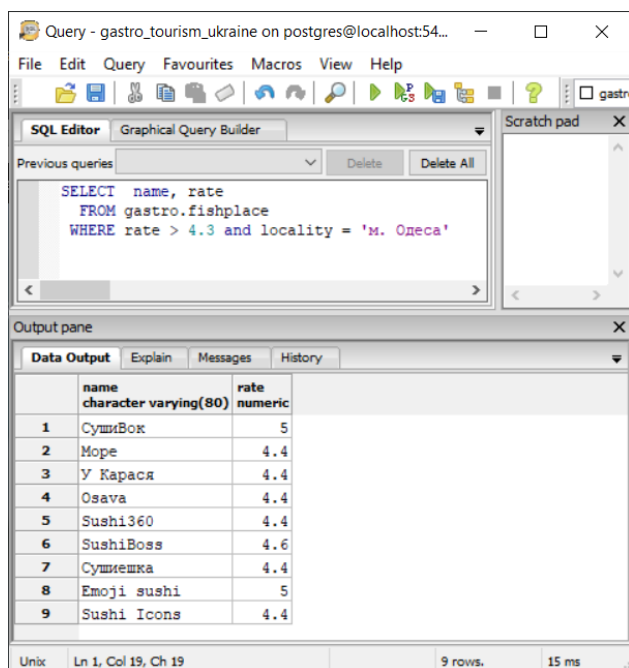 Query - gastro_tourism_ukraine on postgres@localhost:54...
File Edit Query Favourites Macros View Help
gastr
SQL Editor Graphical Query Builder
Scratch pad
Previous queries Delete Delete All
SELECT name, rate
FROM gastro.fishplace
WHERE rate > 4.3 and locality = 'м. Одеса'
Output pane
Data Output Explain Messages History
name rate
character varying(80) numeric
1 СушиВок 5
2 Море 4.4
3 У Карася 4.4
4 Osava 4.4
5 Sushi360 4.4
6 SushiBoss 4.6
7 Сушиешка 4.4
8 Emoji sushi 5
9 Sushi Icons 4.4
Unix Ln 1, Col 19, Ch 19 9 rows. 15 ms